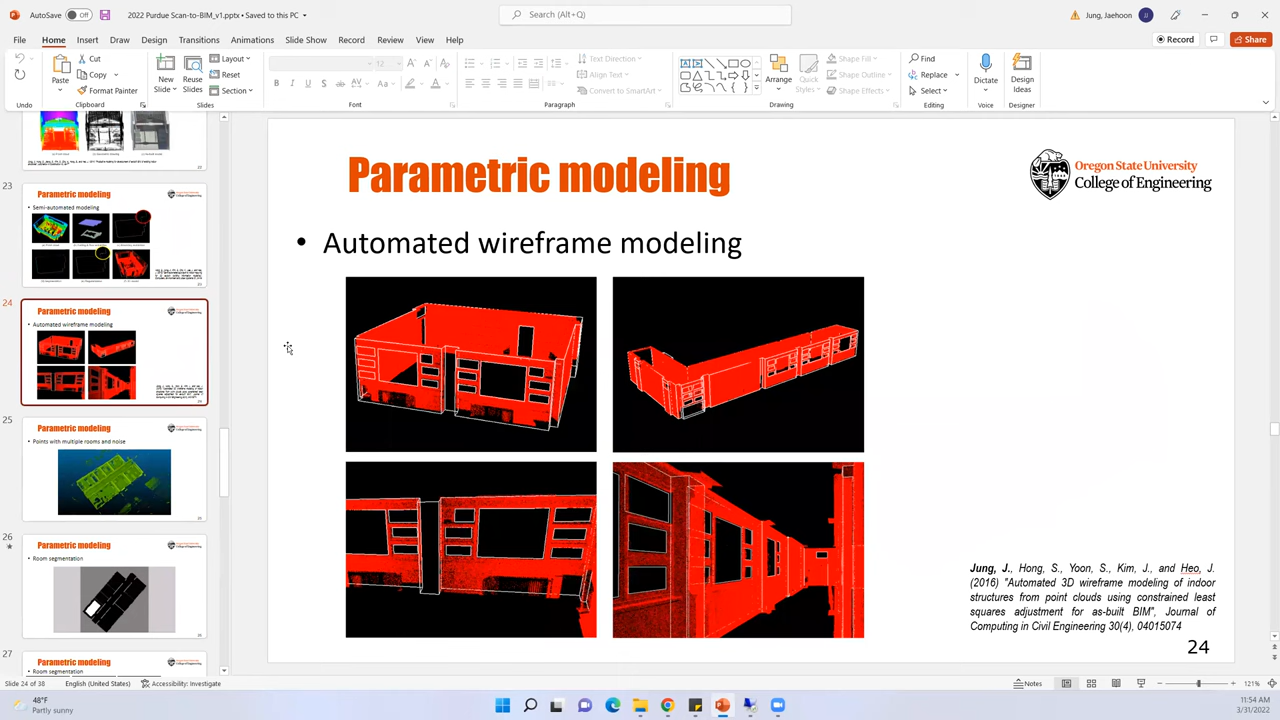 AutoSave Off 2022 Purdue Scan-to-BIM_v1.pptx • Saved to this PC Search (Alt+Q) Jung, Jaehoon JJ
File Home Insert Draw Design Transitions Animations Slide Show Record Review View Help Record Share
Cut Copy Format Painter Paste
New Slide Reuse Slides Layout Reset Section
12
Text Direction Align Text Convert to SmartArt
Arrange Quick Styles Shape Fill Shape Outline Shape Effects
Find Replace Select
Dictate Design Ideas
Undo Clipboard Slides Font Paragraph Drawing Editing Voice Designer
22
23
Parametric modeling
• Semi-automated modeling
24
Parametric modeling
• Automated wireframe modeling
25
Parametric modeling
• Points with multiple rooms and noise
26
Parametric modeling
• Room segmentation
27
Parametric modeling
• Room segmentation
Parametric modeling
Oregon State University
College of Engineering
• Automated wireframe modeling
Jung, J., Hong, S., Yoon, S., Kim, J., and Heo, J.
(2016) "Automated 3D wireframe modeling of indoor
structures from point clouds using constrained least
squares adjustment for as-built BIM", Journal of
Computing in Civil Engineering 30(4), 04015074
24
Slide 24 of 38 English (United States) Accessibility: Investigate Notes 121%
48°F
Partly sunny
11:54 AM
3/31/2022